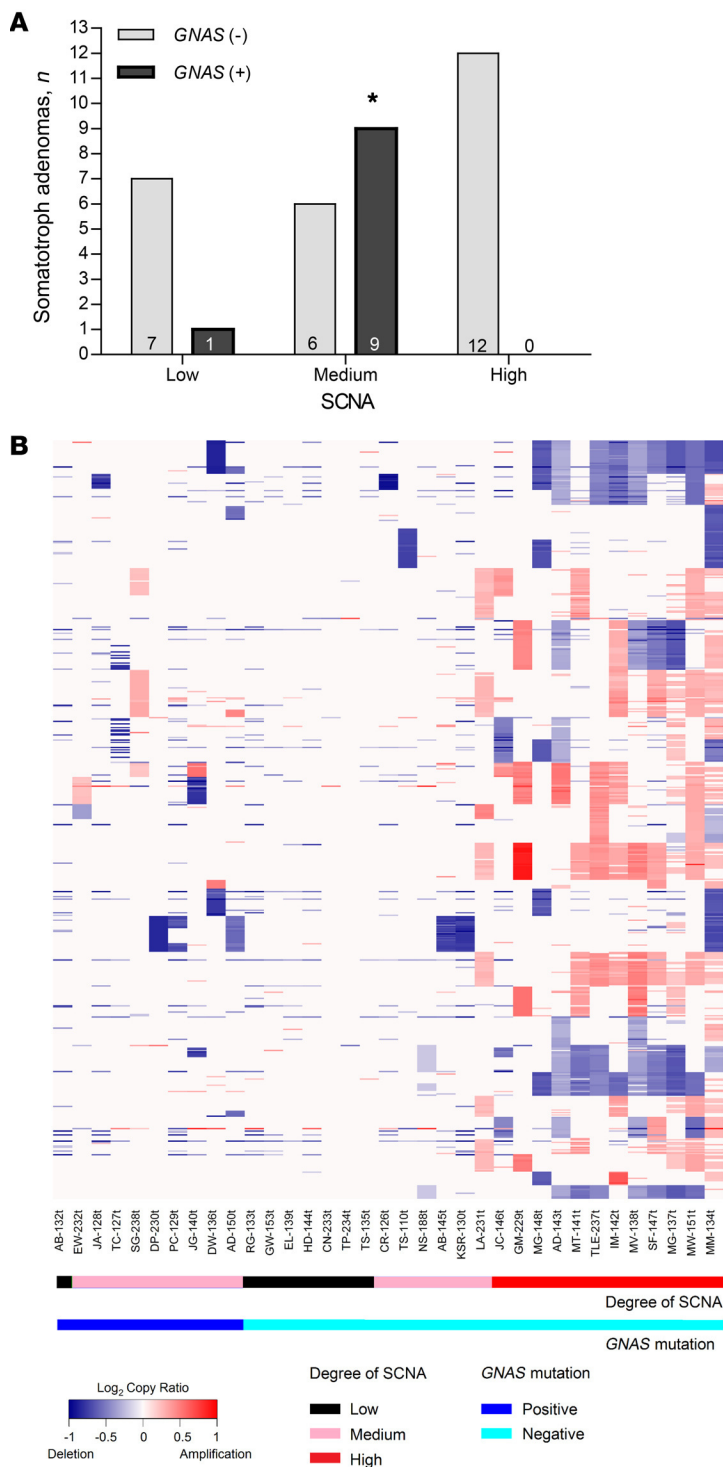 A
GNAS (-)
GNAS (+)
Somatotroph adenomas, n
13
12
11
10
9
8
7
6
5
4
3
2
1
0
*
7
1
6
9
12
0
Low
Medium
High
SCNA
B
AB-132t
EW-232t
JA-128t
TC-127t
SG-238t
DP-230t
PC-129t
JG-140t
DW-136t
AD-150t
RG-133t
GW-153t
EL-139t
HD-144t
CN-233t
TP-234t
TS-135t
CR-126t
TS-110t
NS-188t
AB-145t
KSR-130t
LA-231t
JC-146t
GM-229t
MG-148t
AD-143t
MT-141t
TLE-237t
IM-142t
MV-138t
SF-147t
MG-137t
MW-151t
MM-134t
Degree of SCNA
GNAS mutation
Log2 Copy Ratio
-1
-0.5
0
0.5
1
Deletion
Amplification
Degree of SCNA
Low
Medium
High
GNAS mutation
Positive
Negative